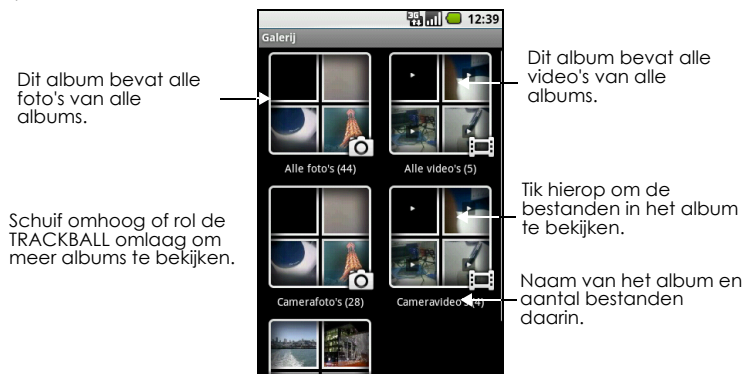 3G 12:39
Galerij
Dit album bevat alle
foto's van alle
albums.
Dit album bevat alle
video's van alle
albums.
Alle foto's (44)
Alle video's (5)
Schuif omhoog of rol de
TRACKBALL omlaag om
meer albums te bekijken.
Tik hierop om de
bestanden in het album
te bekijken.
Naam van het album en
aantal bestanden
daarin.
Camerafoto's (28)
Cameravideo's (4)